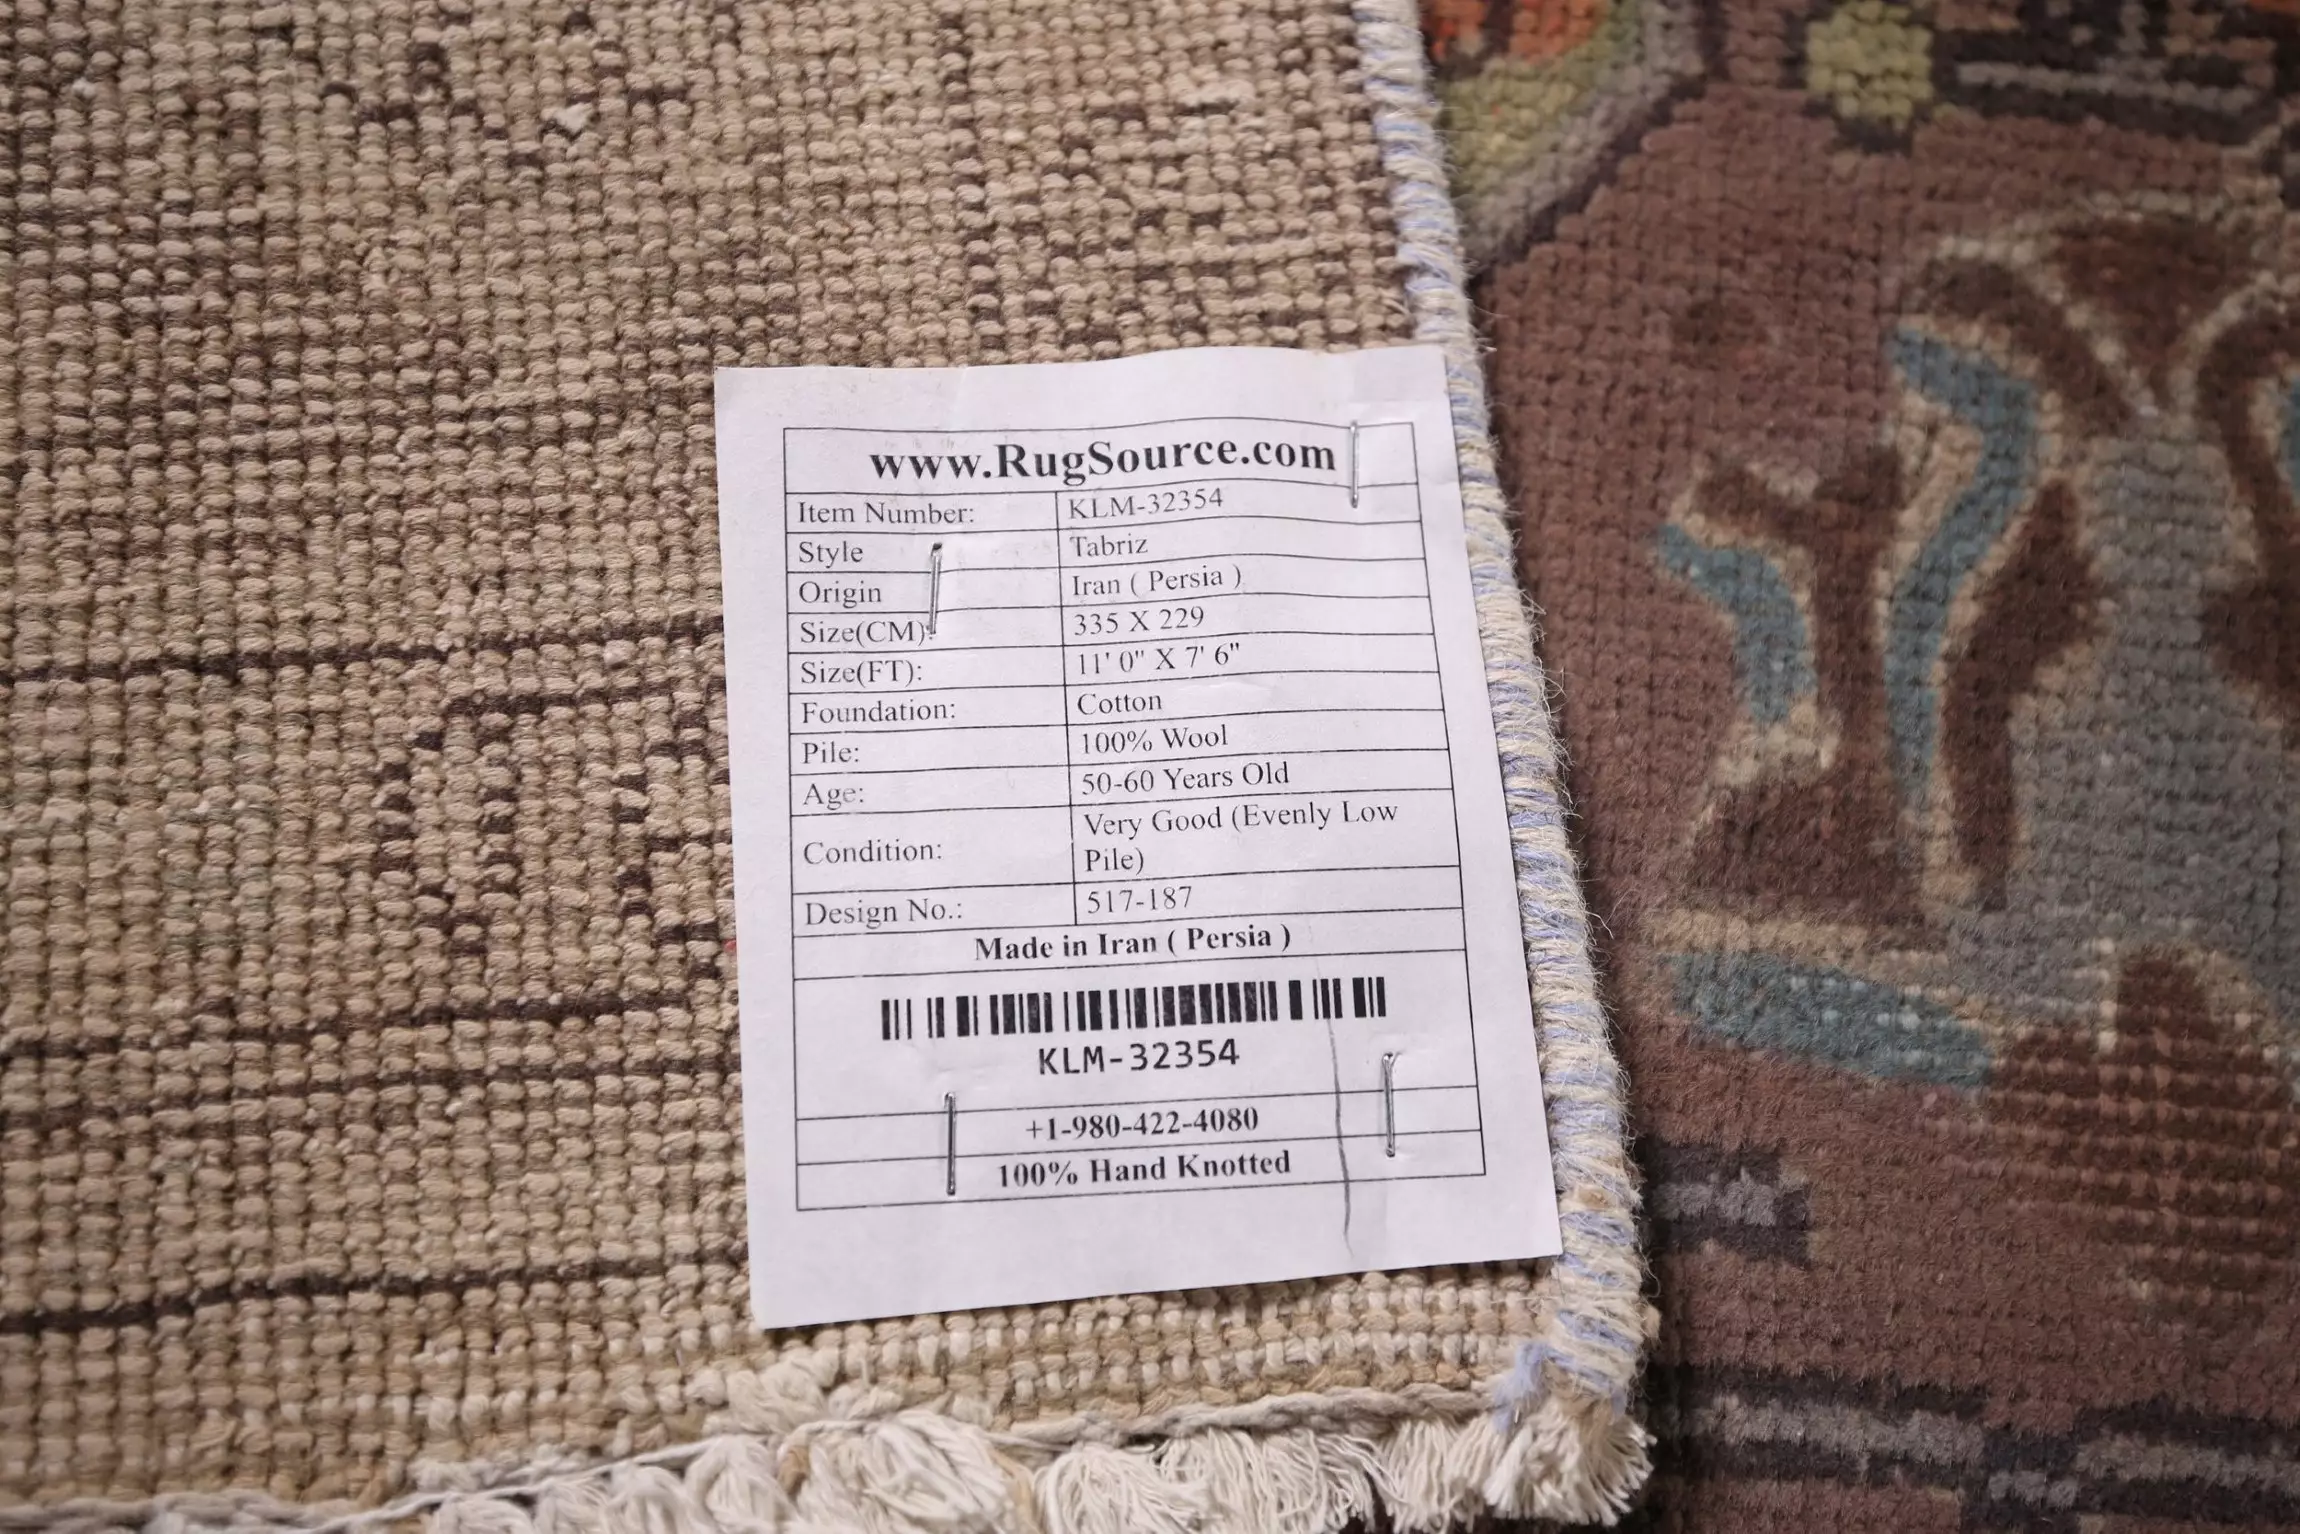 www.RugSource.com
Item Number: KLM-32354
Style Tabriz
Origin Iran ( Persia )
Size(CM): 335 X 229
Size(FT): 11' 0" X 7' 6"
Foundation: Cotton
Pile: 100% Wool
Age: 50-60 Years Old
Condition: Very Good (Evenly Low
Pile)
Design No.: 517-187
Made in Iran ( Persia )
KLM-32354
+1-980-422-4080
100% Hand Knotted